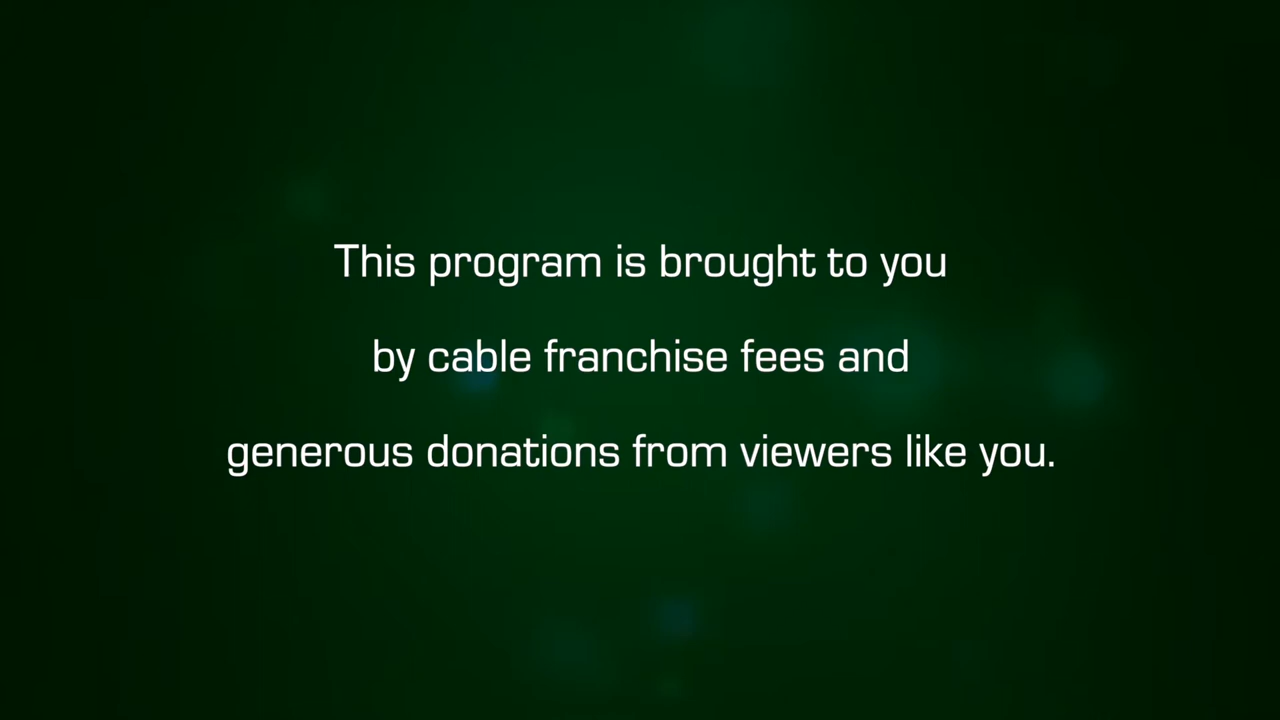 This program is brought to you
by cable franchise fees and
generous donations from viewers like you.